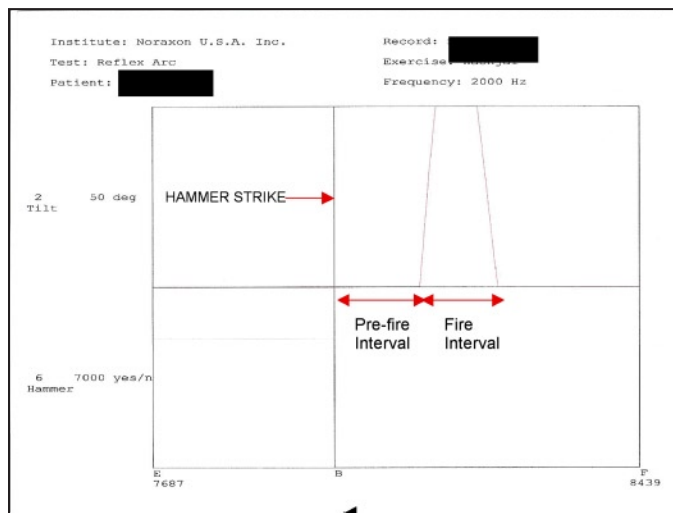 Institute: Noraxon U.S.A. Inc.
Record:
Test: Reflex Arc
Exercise:
Patient:
Frequency: 2000 Hz
2 50 deg
Tilt
HAMMER STRIKE
Pre-fire
Interval
Fire
Interval
6 7000 yes/n
Hammer
E
7687
B
F
8439